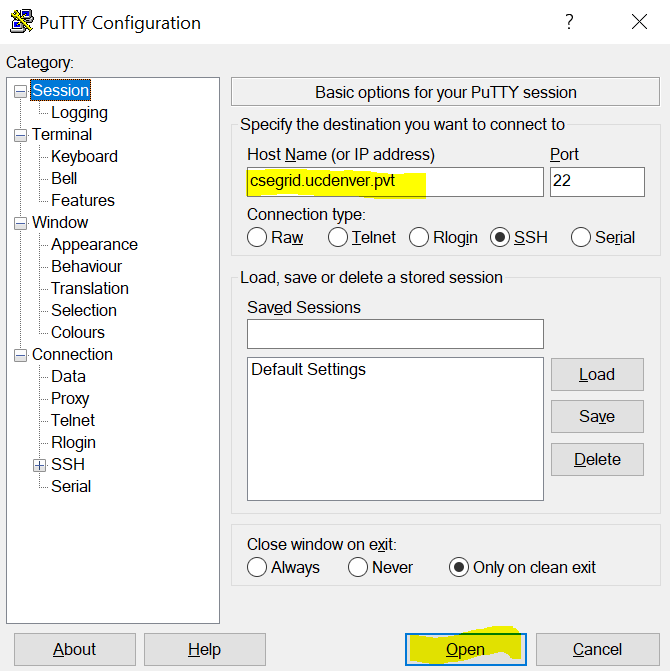 PuTTY Configuration
?
Category:
Session
Logging
Terminal
Keyboard
Bell
Features
Window
Appearance
Behaviour
Translation
Selection
Colours
Connection
Data
Proxy
Telnet
Rlogin
SSH
Serial
Basic options for your PuTTY session
Specify the destination you want to connect to
Host Name (or IP address) Port
csegrid.ucdenver.pvt 22
Connection type:
Raw Telnet Rlogin SSH Serial
Load, save or delete a stored session
Saved Sessions
Default Settings
Load
Save
Delete
Close window on exit:
Always Never Only on clean exit
About Help Open Cancel